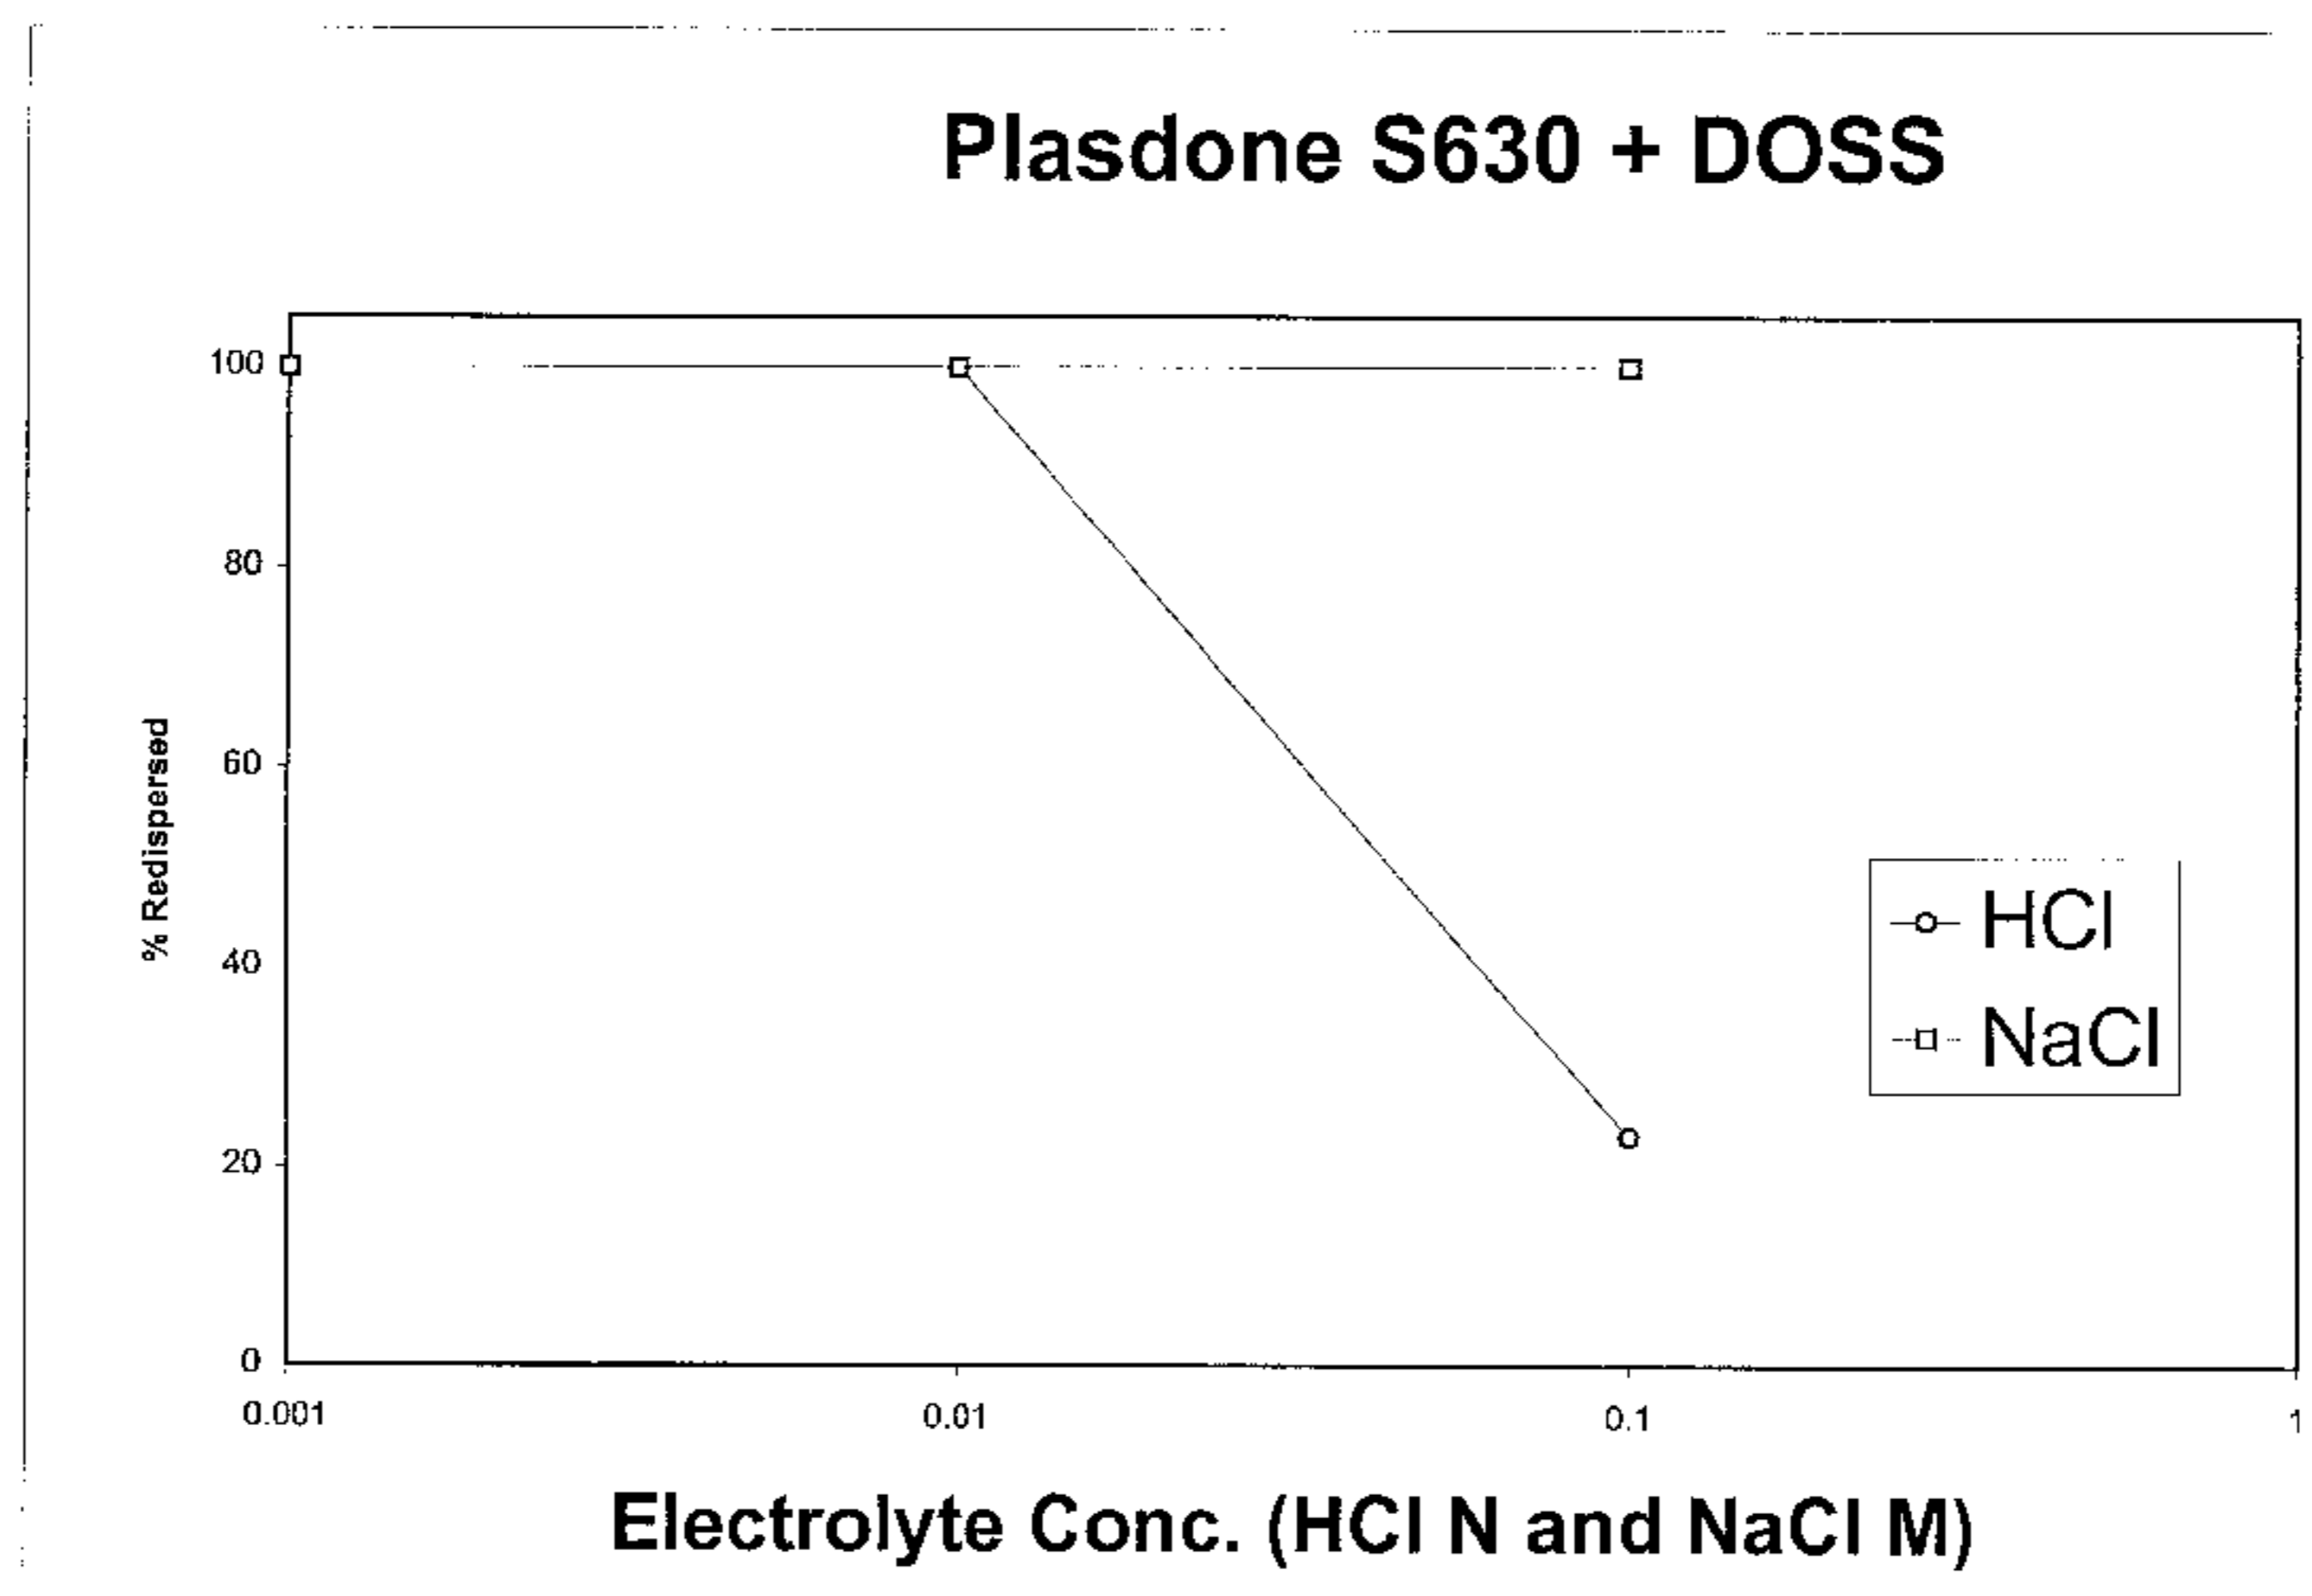 Plasdone S630 + DOSS
100
80
60
40
20
0
% Redispersed
HCl
NaCl
0.001
0.01
0.1
1
Electrolyte Conc. (HCl N and NaCl M)